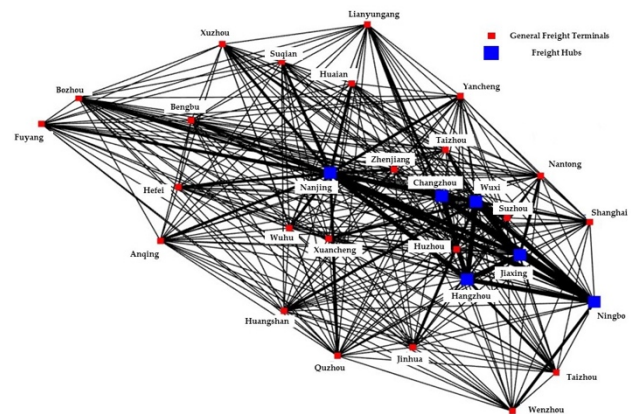 Lianyungang
General Freight Terminals
Xuzhou
Suqian
Freight Hubs
Huaian
Bozhou
Yancheng
Bengbu
Fuyang
Taizhou
Zhenjiang
Nantong
Hefei
Nanjing
Changzhou
Wuxi
Suzhou
Shanghai
Wuhu
Anqing
Xuancheng
Huzhou
Jiaxing
Hangzhou
Ningbo
Huangshan
Jinhua
Quzhou
Taizhou
Wenzhou